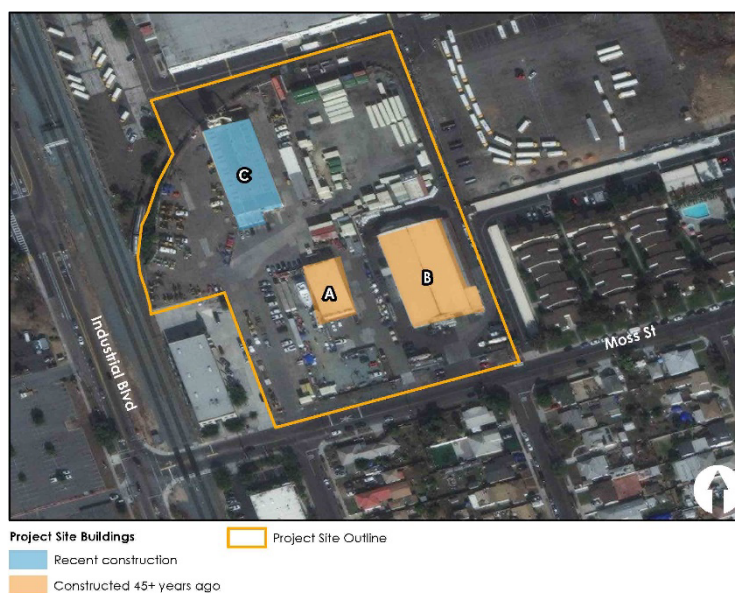 C
A
B
Industrial Blvd
Moss St
Project Site Buildings
Project Site Outline
Recent construction
Constructed 45+ years ago